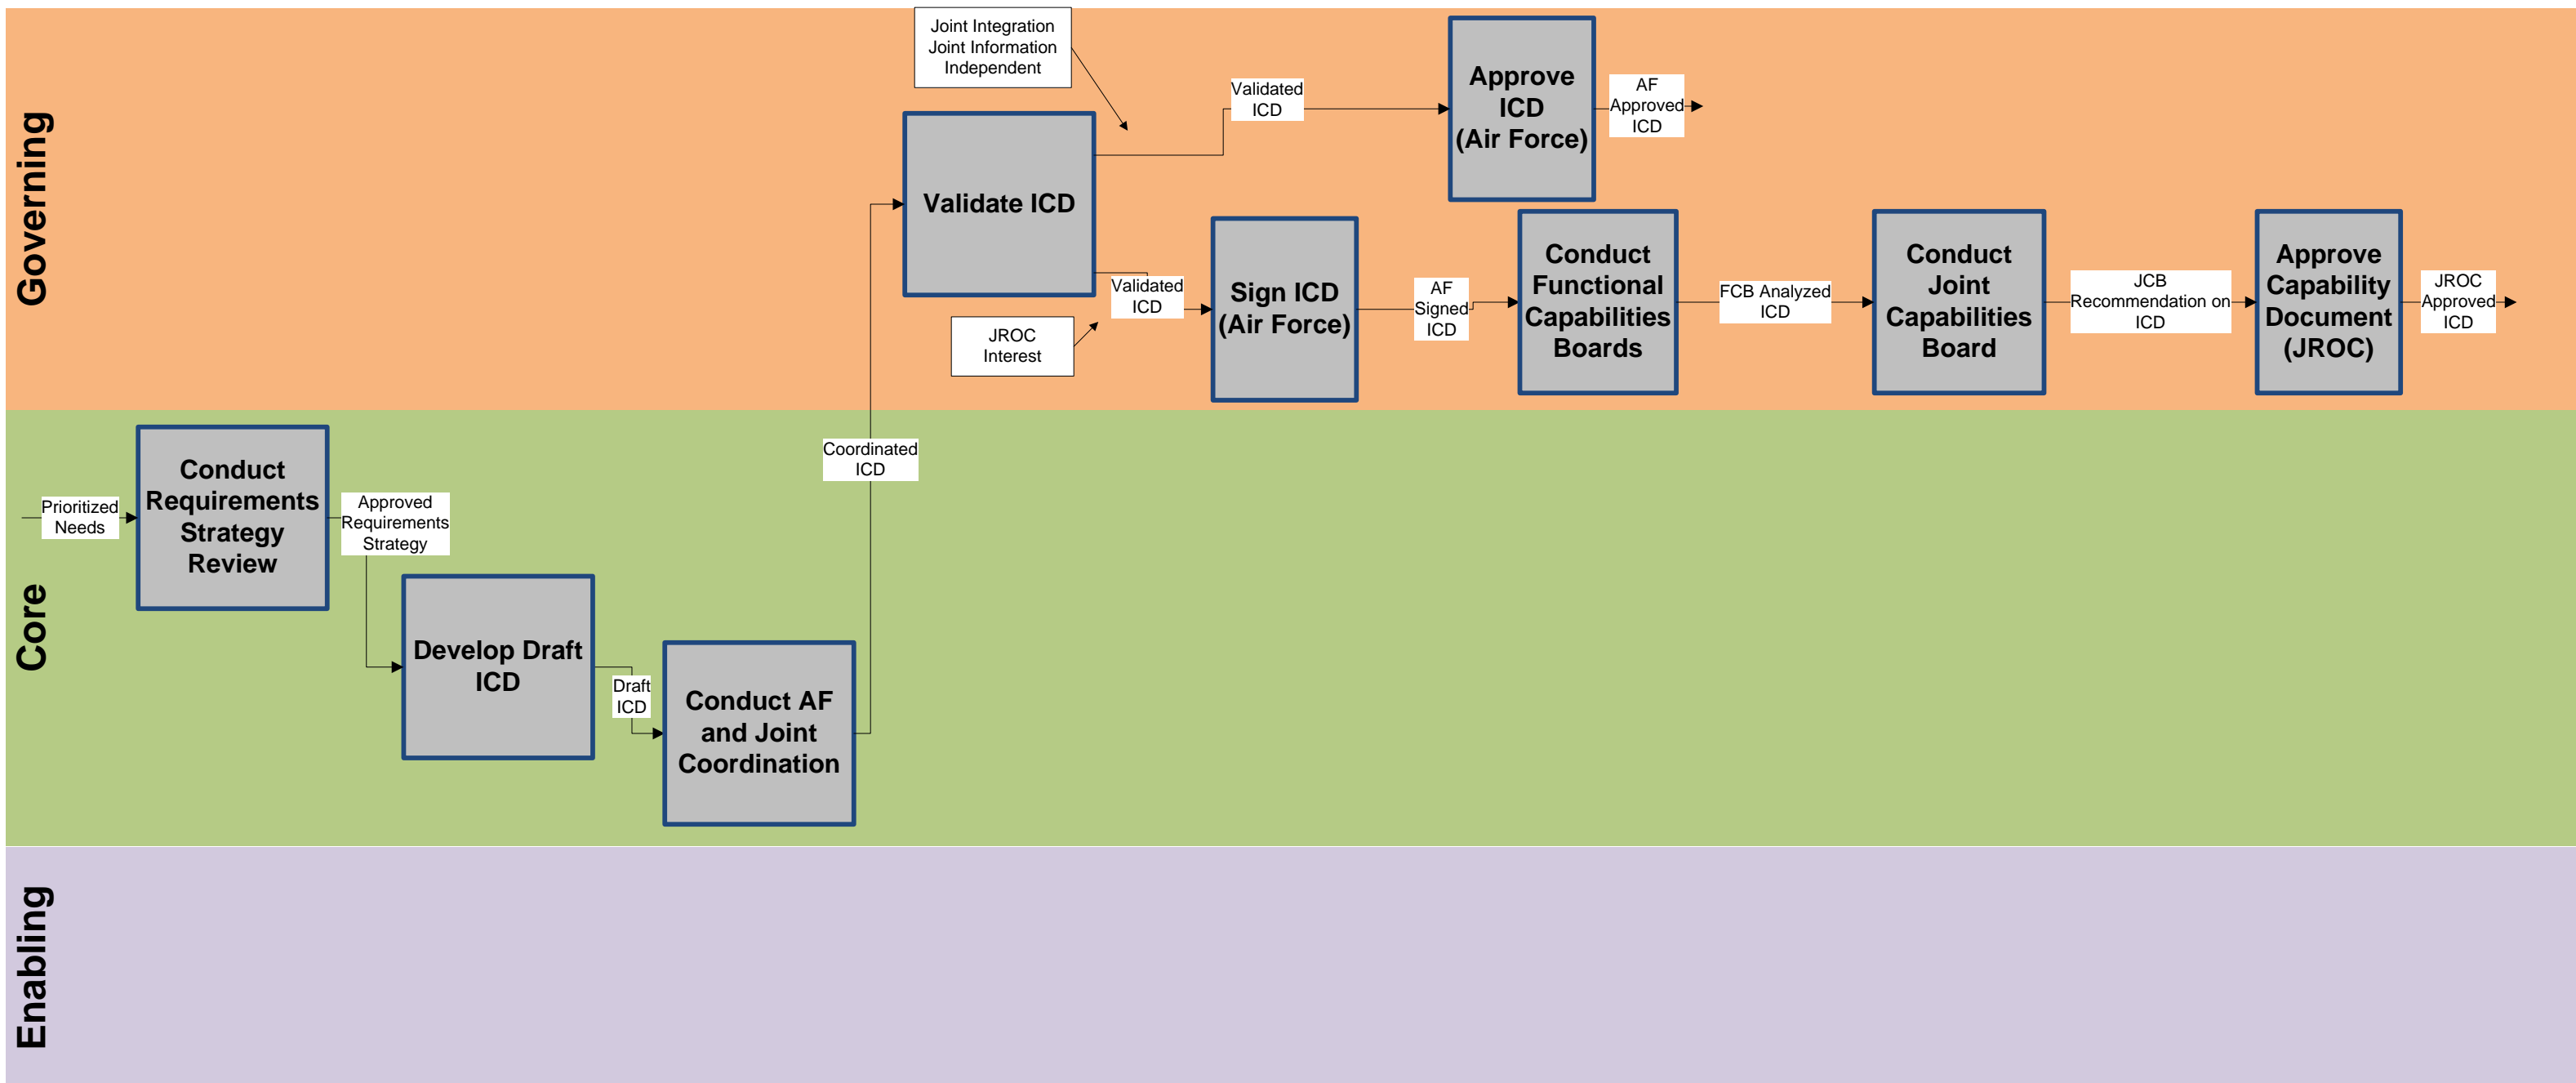 Governing
Joint Integration
Joint Information
Independent
Validate ICD
Validated
ICD
Approve
ICD
(Air Force)
AF
Approved
ICD
JROC
Interest
Validated
ICD
Sign ICD
(Air Force)
AF
Signed
ICD
Conduct
Functional
Capabilities
Boards
FCB Analyzed
ICD
Conduct
Joint
Capabilities
Board
JCB
Recommendation on
ICD
Approve
Capability
Document
(JROC)
JROC
Approved
ICD
Core
Prioritized
Needs
Conduct
Requirements
Strategy
Review
Approved
Requirements
Strategy
Develop Draft
ICD
Draft
ICD
Conduct AF
and Joint
Coordination
Coordinated
ICD
Enabling